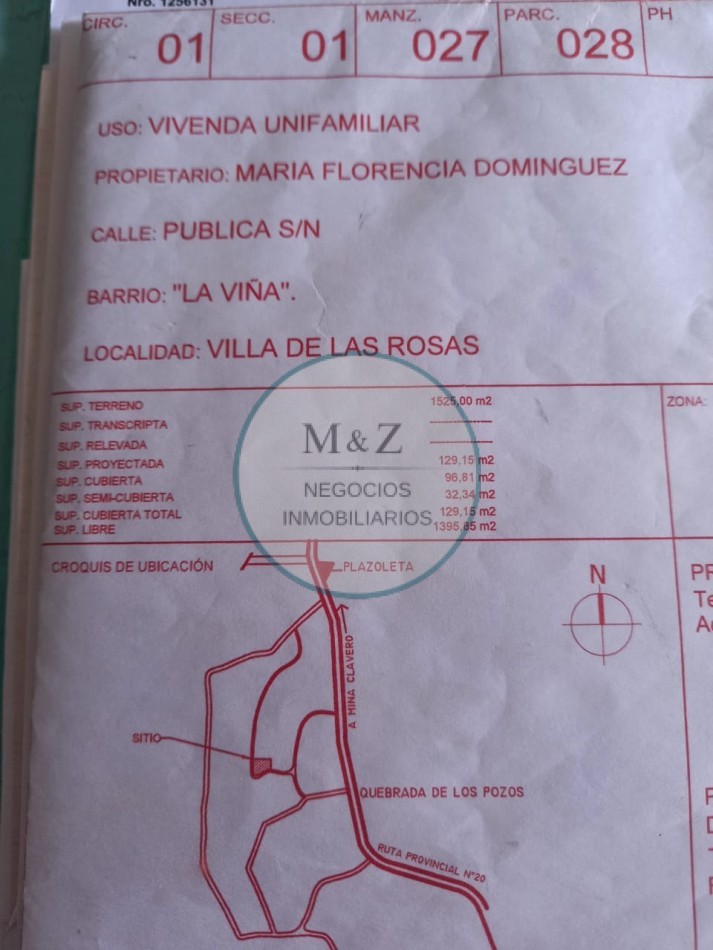 Nro. 1256131
CIRC. 01 SECC. 01 MANZ. 027 PARC. 028 PH
USO: VIVENDA UNIFAMILIAR
PROPIETARIO: MARIA FLORENCIA DOMINGUEZ
CALLE: PUBLICA S/N
BARRIO: "LA VIÑA".
LOCALIDAD: VILLA DE LAS ROSAS
SUP. TERRENO 1525,00 m2
ZONA:
SUP. TRANSCRIPTA
SUP. RELEVADA
SUP. PROYECTADA 129,15 m2
SUP. CUBIERTA 96,81 m2
SUP. SEMI-CUBIERTA 32,34 m2
SUP. CUBIERTA TOTAL 129,15 m2
SUP. LIBRE 1395,85 m2
M&Z
NEGOCIOS
INMOBILIARIOS
CROQUIS DE UBICACIÓN
PLAZOLETA
N
A MINA CLAVERO
SITIO
QUEBRADA DE LOS POZOS
RUTA PROVINCIAL Nº20